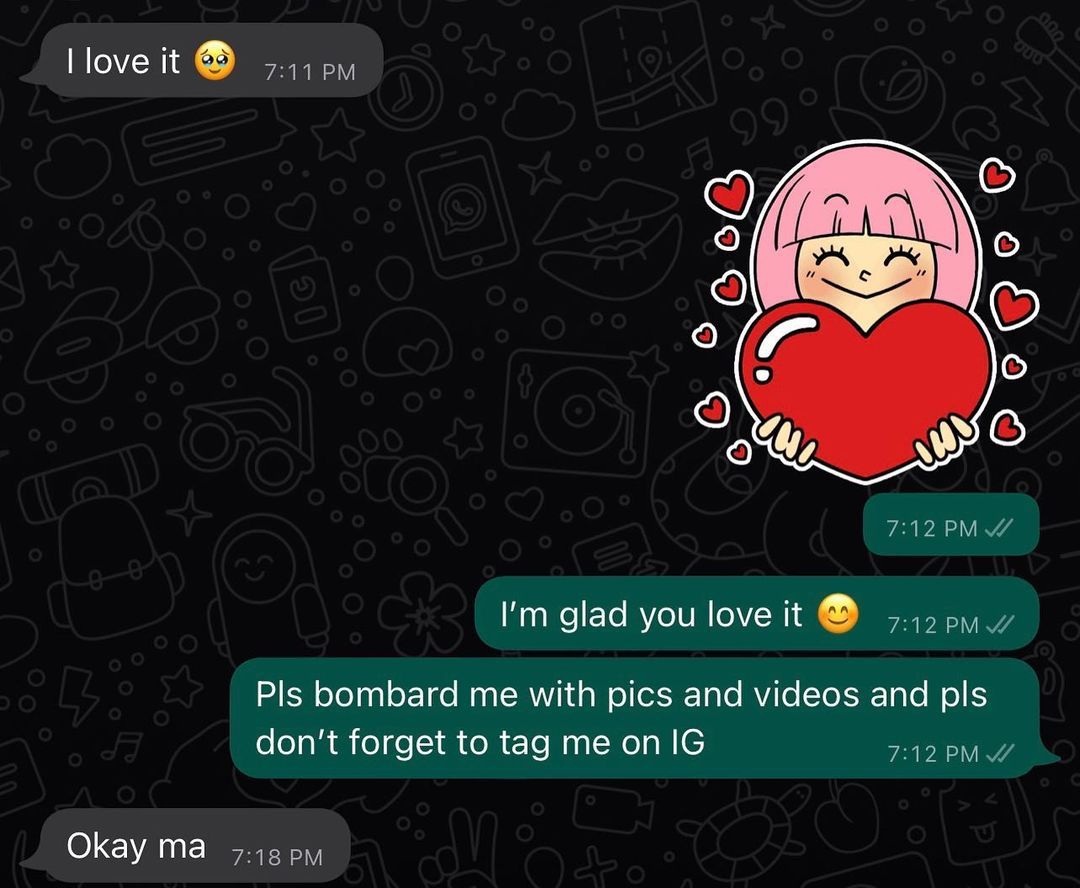 I love it 🥹 7:11 PM
7:12 PM
I’m glad you love it 😊 7:12 PM
Pls bombard me with pics and videos and pls
don’t forget to tag me on IG 7:12 PM
Okay ma 7:18 PM